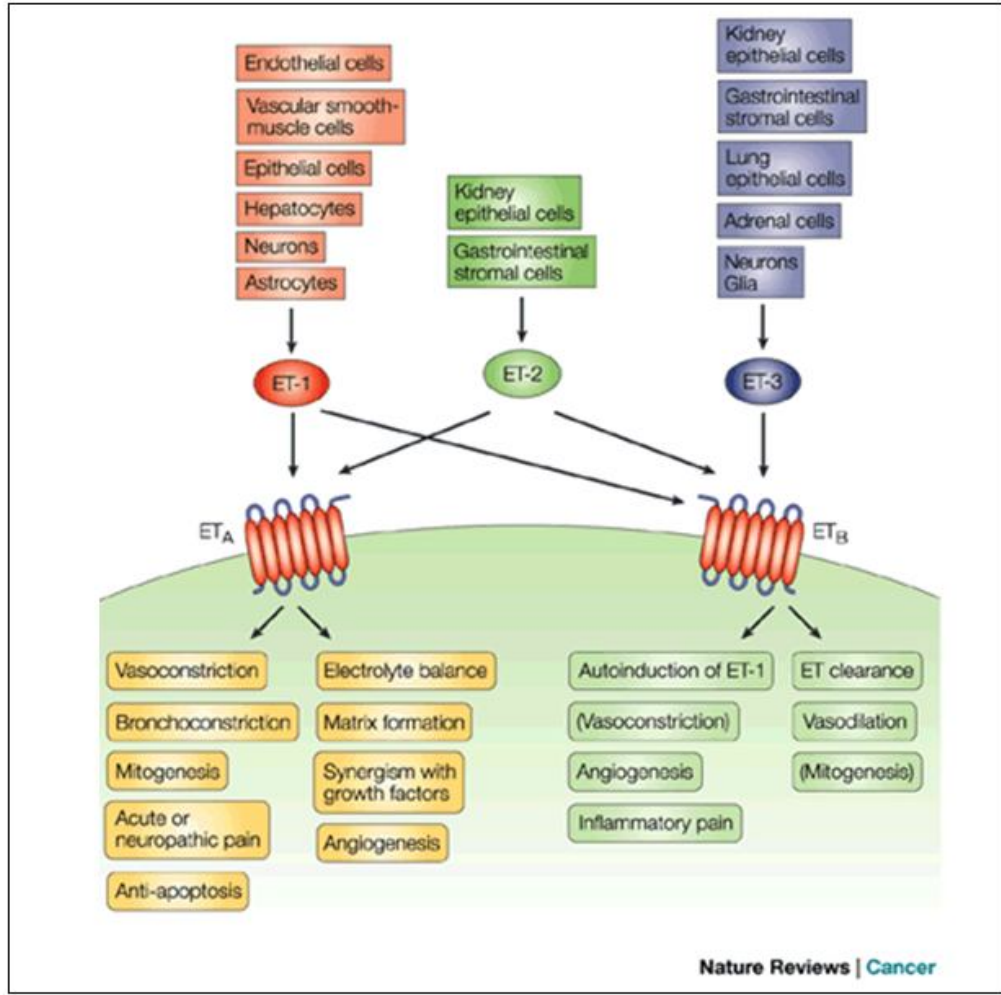 Endothelial cells
Vascular smooth-
muscle cells
Epithelial cells
Hepatocytes
Neurons
Astrocytes
Kidney
epithelial cells
Gastrointestinal
stromal cells
Kidney
epithelial cells
Gastrointestinal
stromal cells
Lung
epithelial cells
Adrenal cells
Neurons
Glia
ET-1
ET-2
ET-3
ETA
ETB
Vasoconstriction
Bronchoconstriction
Mitogenesis
Acute or
neuropathic pain
Anti-apoptosis
Electrolyte balance
Matrix formation
Synergism with
growth factors
Angiogenesis
Autoinduction of ET-1
(Vasoconstriction)
Angiogenesis
Inflammatory pain
ET clearance
Vasodilation
(Mitogenesis)
Nature Reviews | Cancer